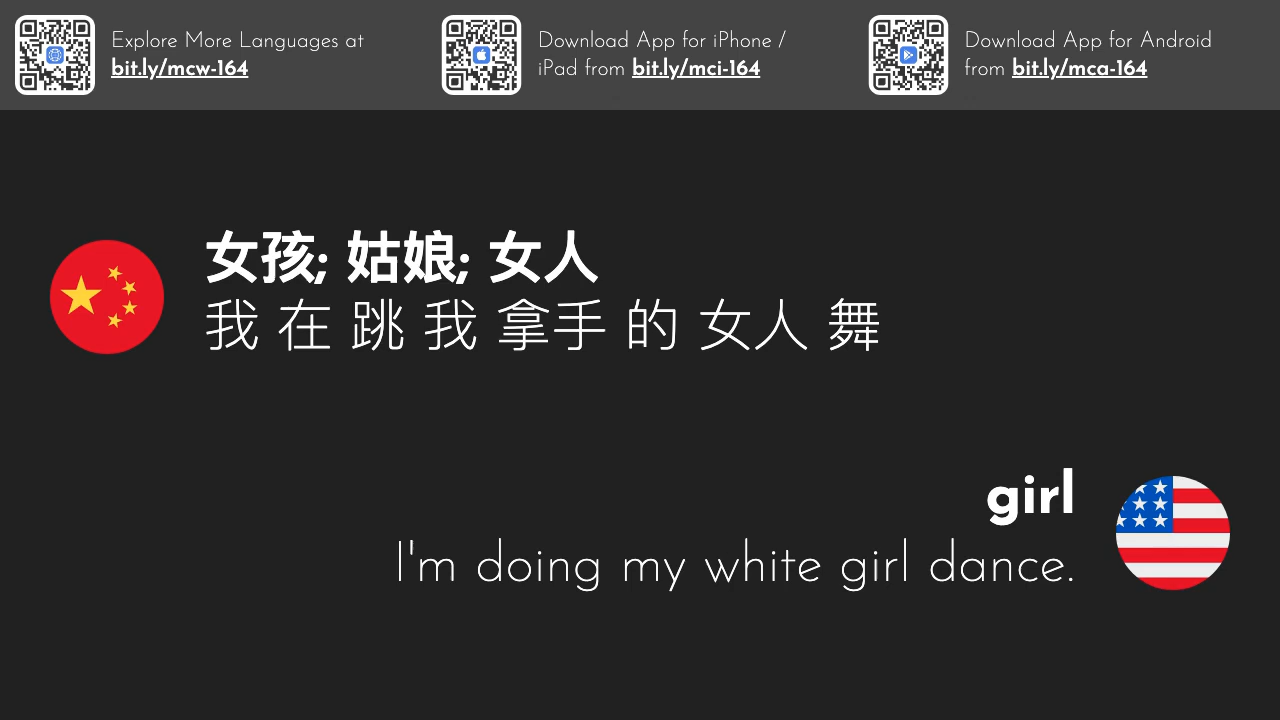 Explore More Languages at
bit.ly/mcw-164
Download App for iPhone /
iPad from bit.ly/mci-164
Download App for Android
from bit.ly/mca-164
女孩; 姑娘; 女人
我 在 跳 我 拿手 的 女人 舞
girl
I'm doing my white girl dance.